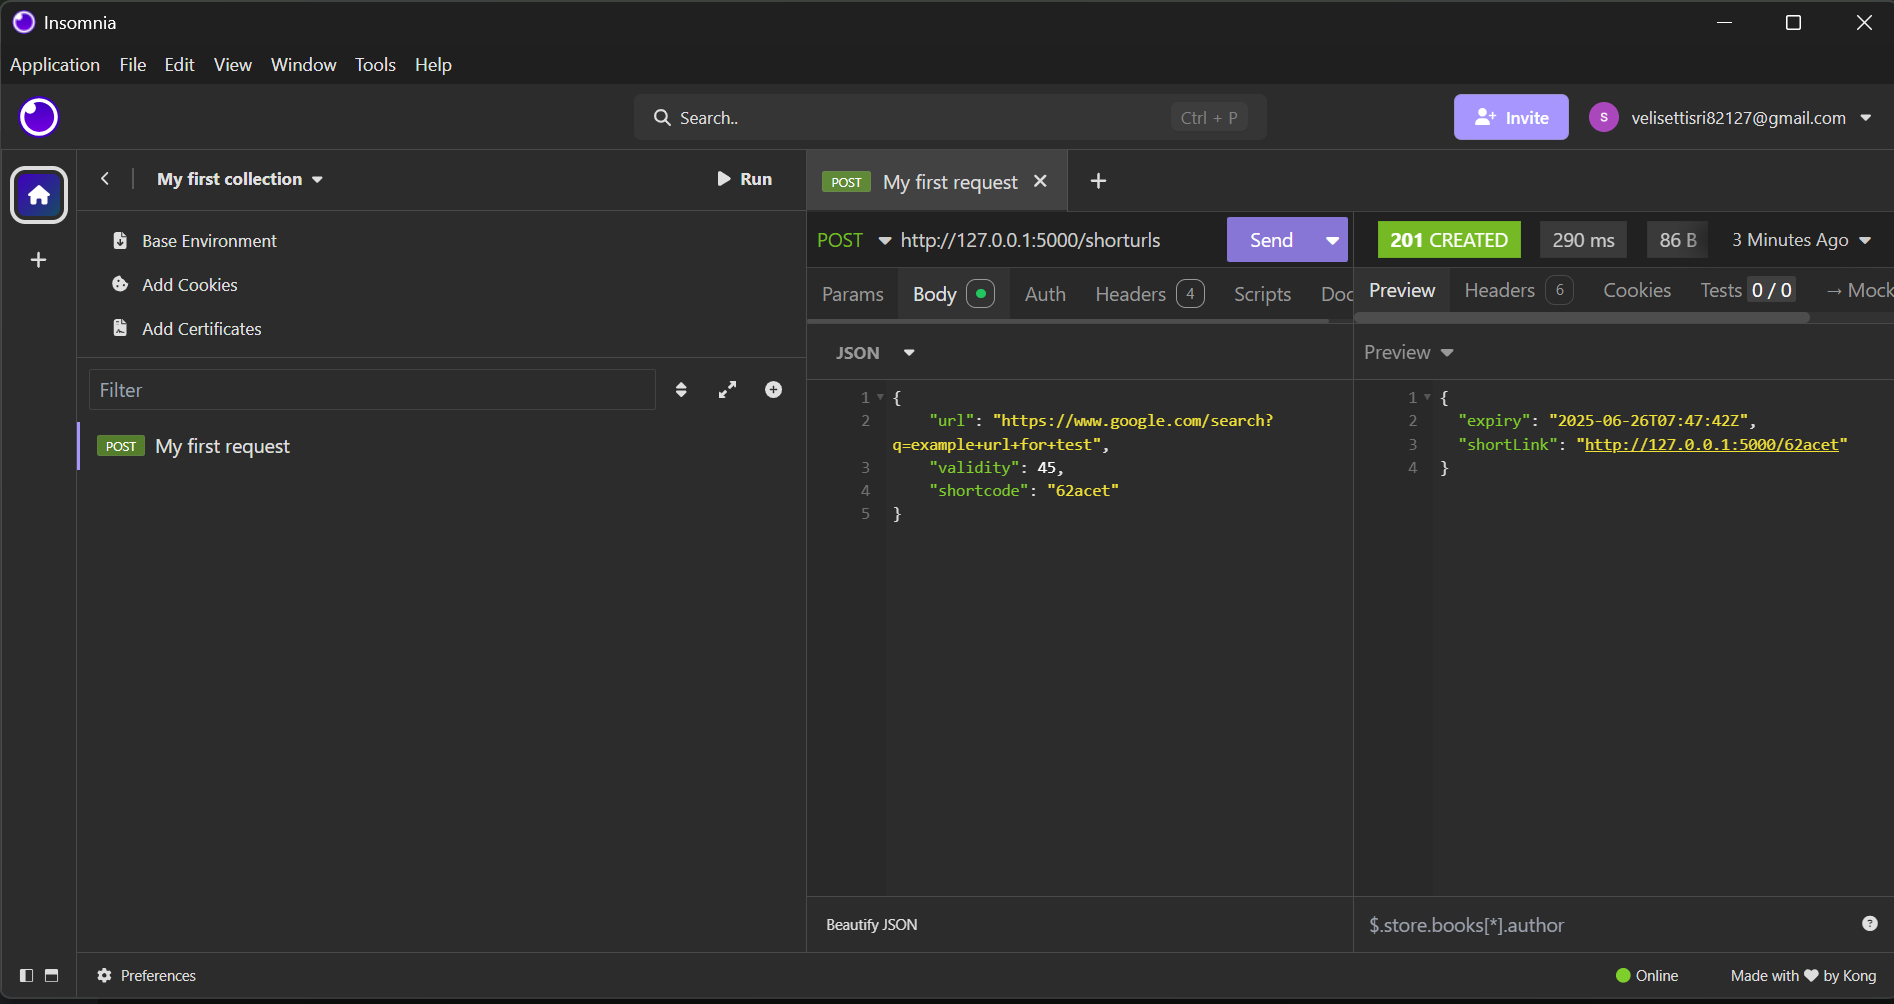 Insomnia
Application File Edit View Window Tools Help
Search.. Ctrl + P
Invite
S velisettisri82127@gmail.com
My first collection
Run
Base Environment
Add Cookies
Add Certificates
Filter
POST My first request
POST My first request
POST http://127.0.0.1:5000/shorturls
Send
Params Body Auth Headers 4 Scripts Doc
JSON
1 {
2 "url": "https://www.google.com/search?
q=example+url+for+test",
3 "validity": 45,
4 "shortcode": "62acet"
5 }
Beautify JSON
201 CREATED 290 ms 86 B 3 Minutes Ago
Preview Headers 6 Cookies Tests 0 / 0 → Mock
Preview
1 {
2 "expiry": "2025-06-26T07:47:42Z",
3 "shortLink": "http://127.0.0.1:5000/62acet"
4 }
$.store.books[*].author
?
Preferences
Online
Made with ❤ by Kong